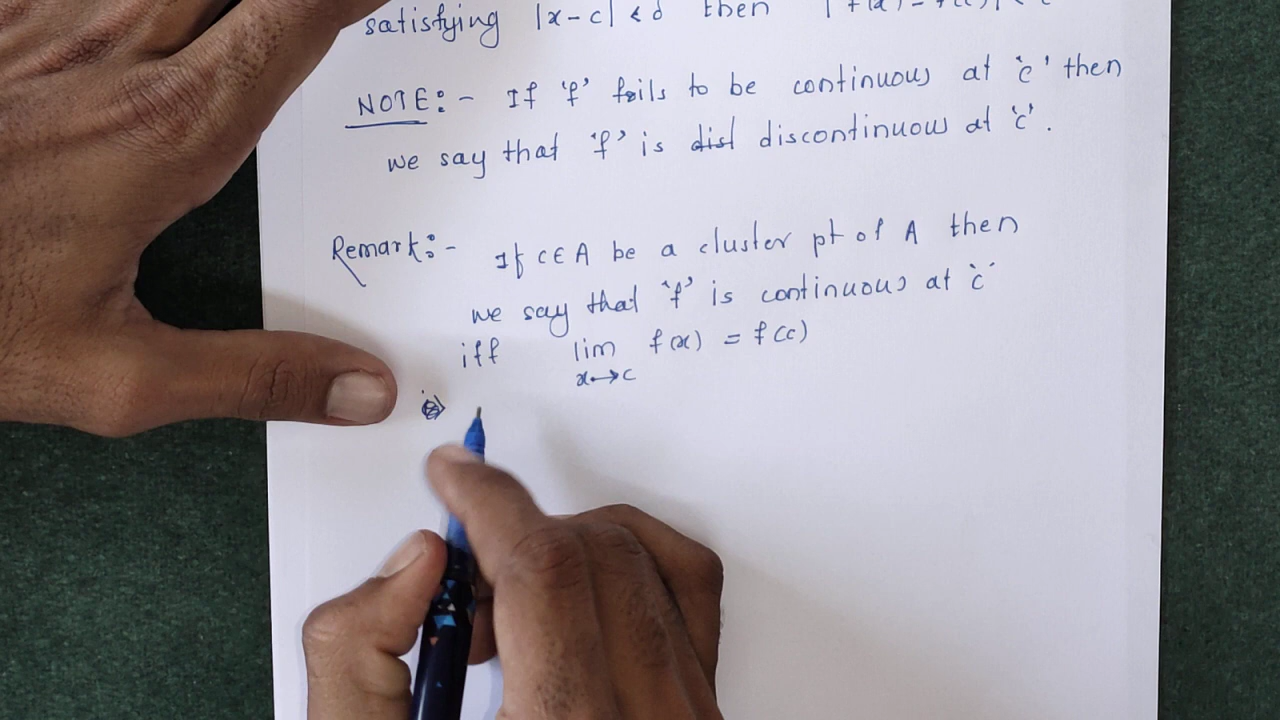 satisfying |x-c| < δ then
NOTE:- If 'f' fails to be continuous at 'c' then
we say that 'f' is dist discontinuous at 'c'.
Remark:- If c∈A be a cluster pt of A then
we say that 'f' is continuous at 'c'
iff lim f(x) = f(c)
x→c